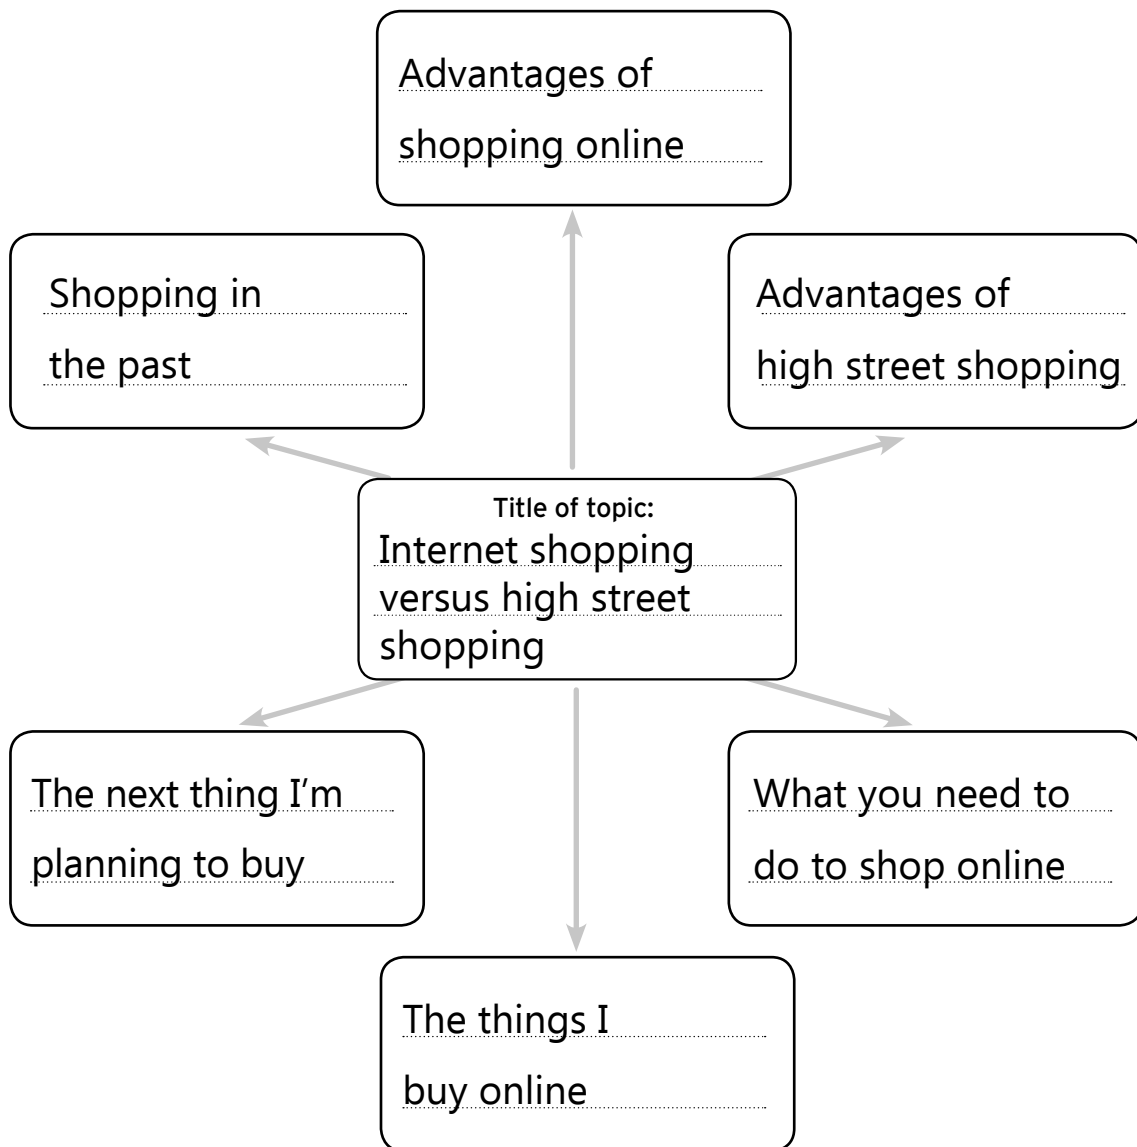 Advantages of
shopping online
Shopping in
the past
Advantages of
high street shopping
Title of topic:
Internet shopping
versus high street
shopping
The next thing I'm
planning to buy
What you need to
do to shop online
The things I
buy online